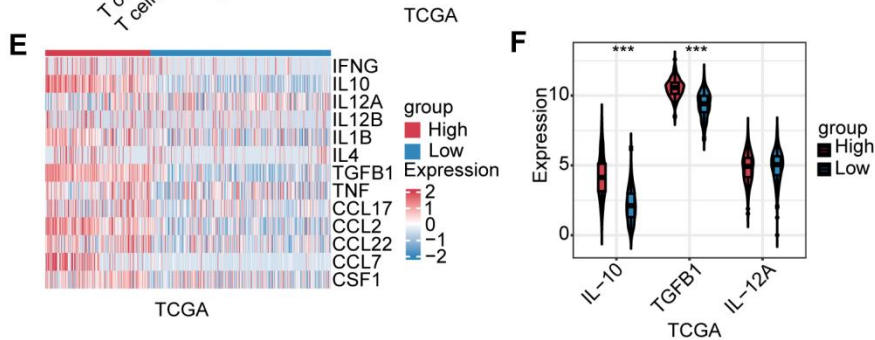 T cell
TCGA
E
IFNG
IL10
IL12A
IL12B
IL1B
IL4
TGFB1
TNF
CCL17
CCL2
CCL22
CCL7
CSF1
group
High
Low
Expression
2
1
0
−1
−2
TCGA
F
*** ***
Expression
10
5
0
IL−10
TGFB1
IL−12A
TCGA
group
High
Low